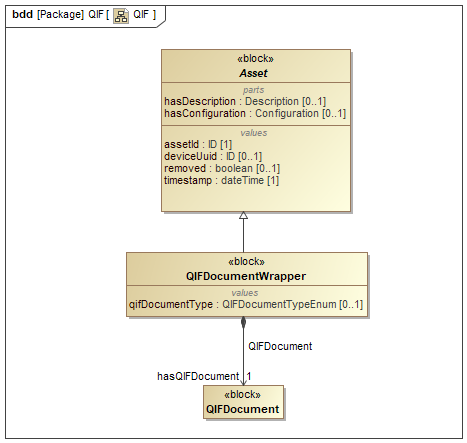 bdd [Package] QIF [ QIF ]
«block»
Asset
parts
hasDescription : Description [0..1]
hasConfiguration : Configuration [0..1]
values
assetId : ID [1]
deviceUuid : ID [0..1]
removed : boolean [0..1]
timestamp : dateTime [1]
«block»
QIFDocumentWrapper
values
qifDocumentType : QIFDocumentTypeEnum [0..1]
QIFDocument
hasQIFDocument 1
«block»
QIFDocument